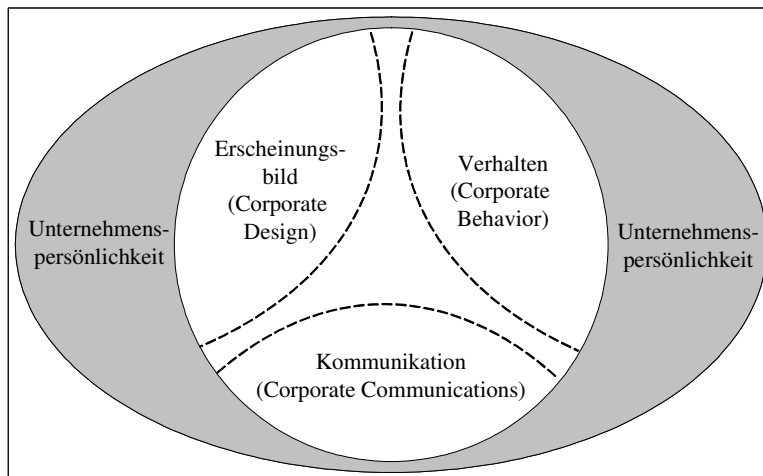 Erscheinungs-
bild
(Corporate
Design)
Verhalten
(Corporate
Behavior)
Unternehmens-
persönlichkeit
Unternehmens-
persönlichkeit
Kommunikation
(Corporate Communications)